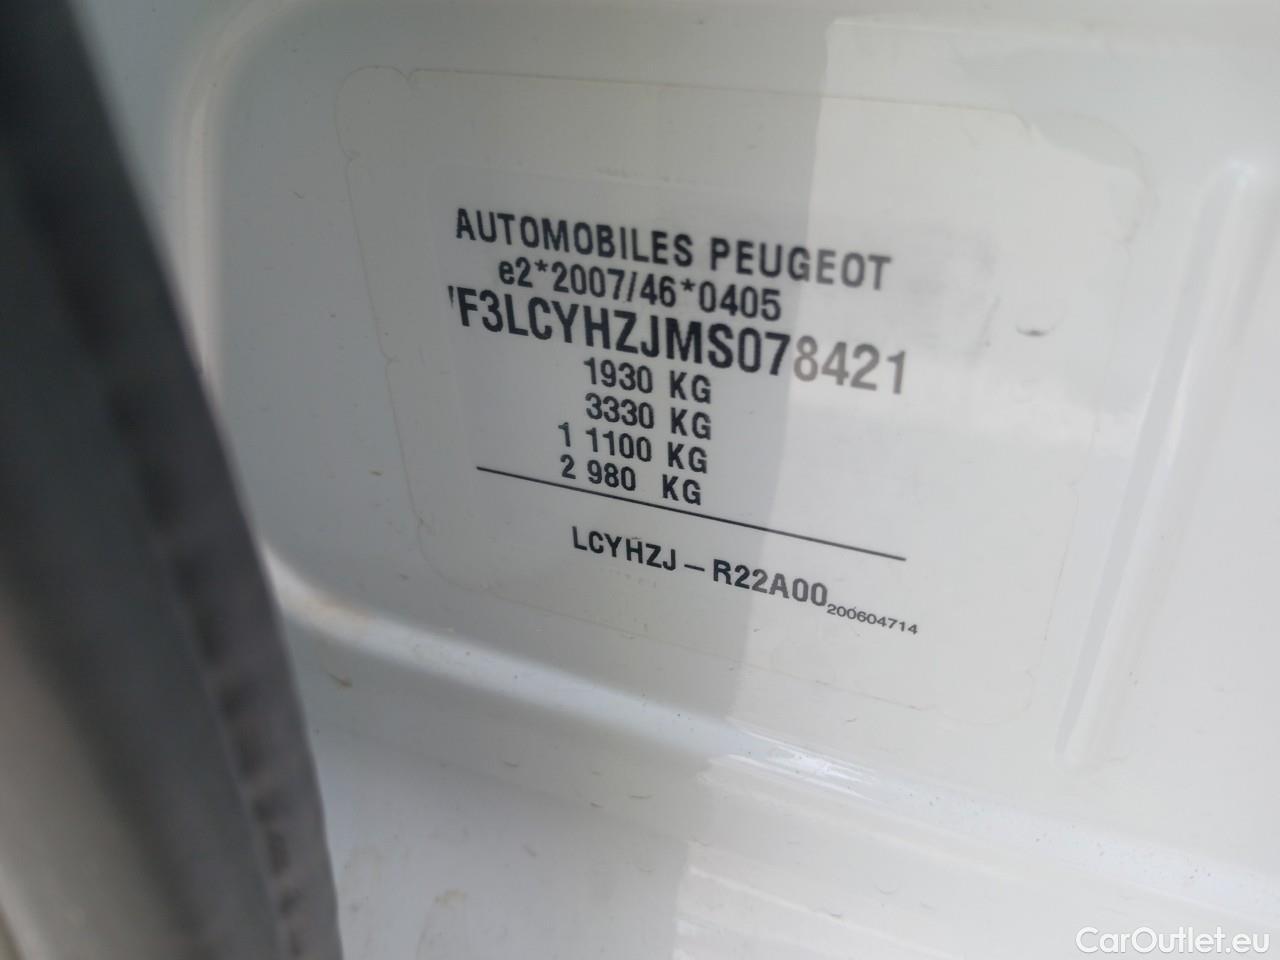 AUTOMOBILES PEUGEOT
e2*2007/46*0405
VF3LCYHZJMS078421
1930 KG
3330 KG
1 1100 KG
2 980 KG
LCYHZJ-R22A00
200604714
CarOutlet.eu